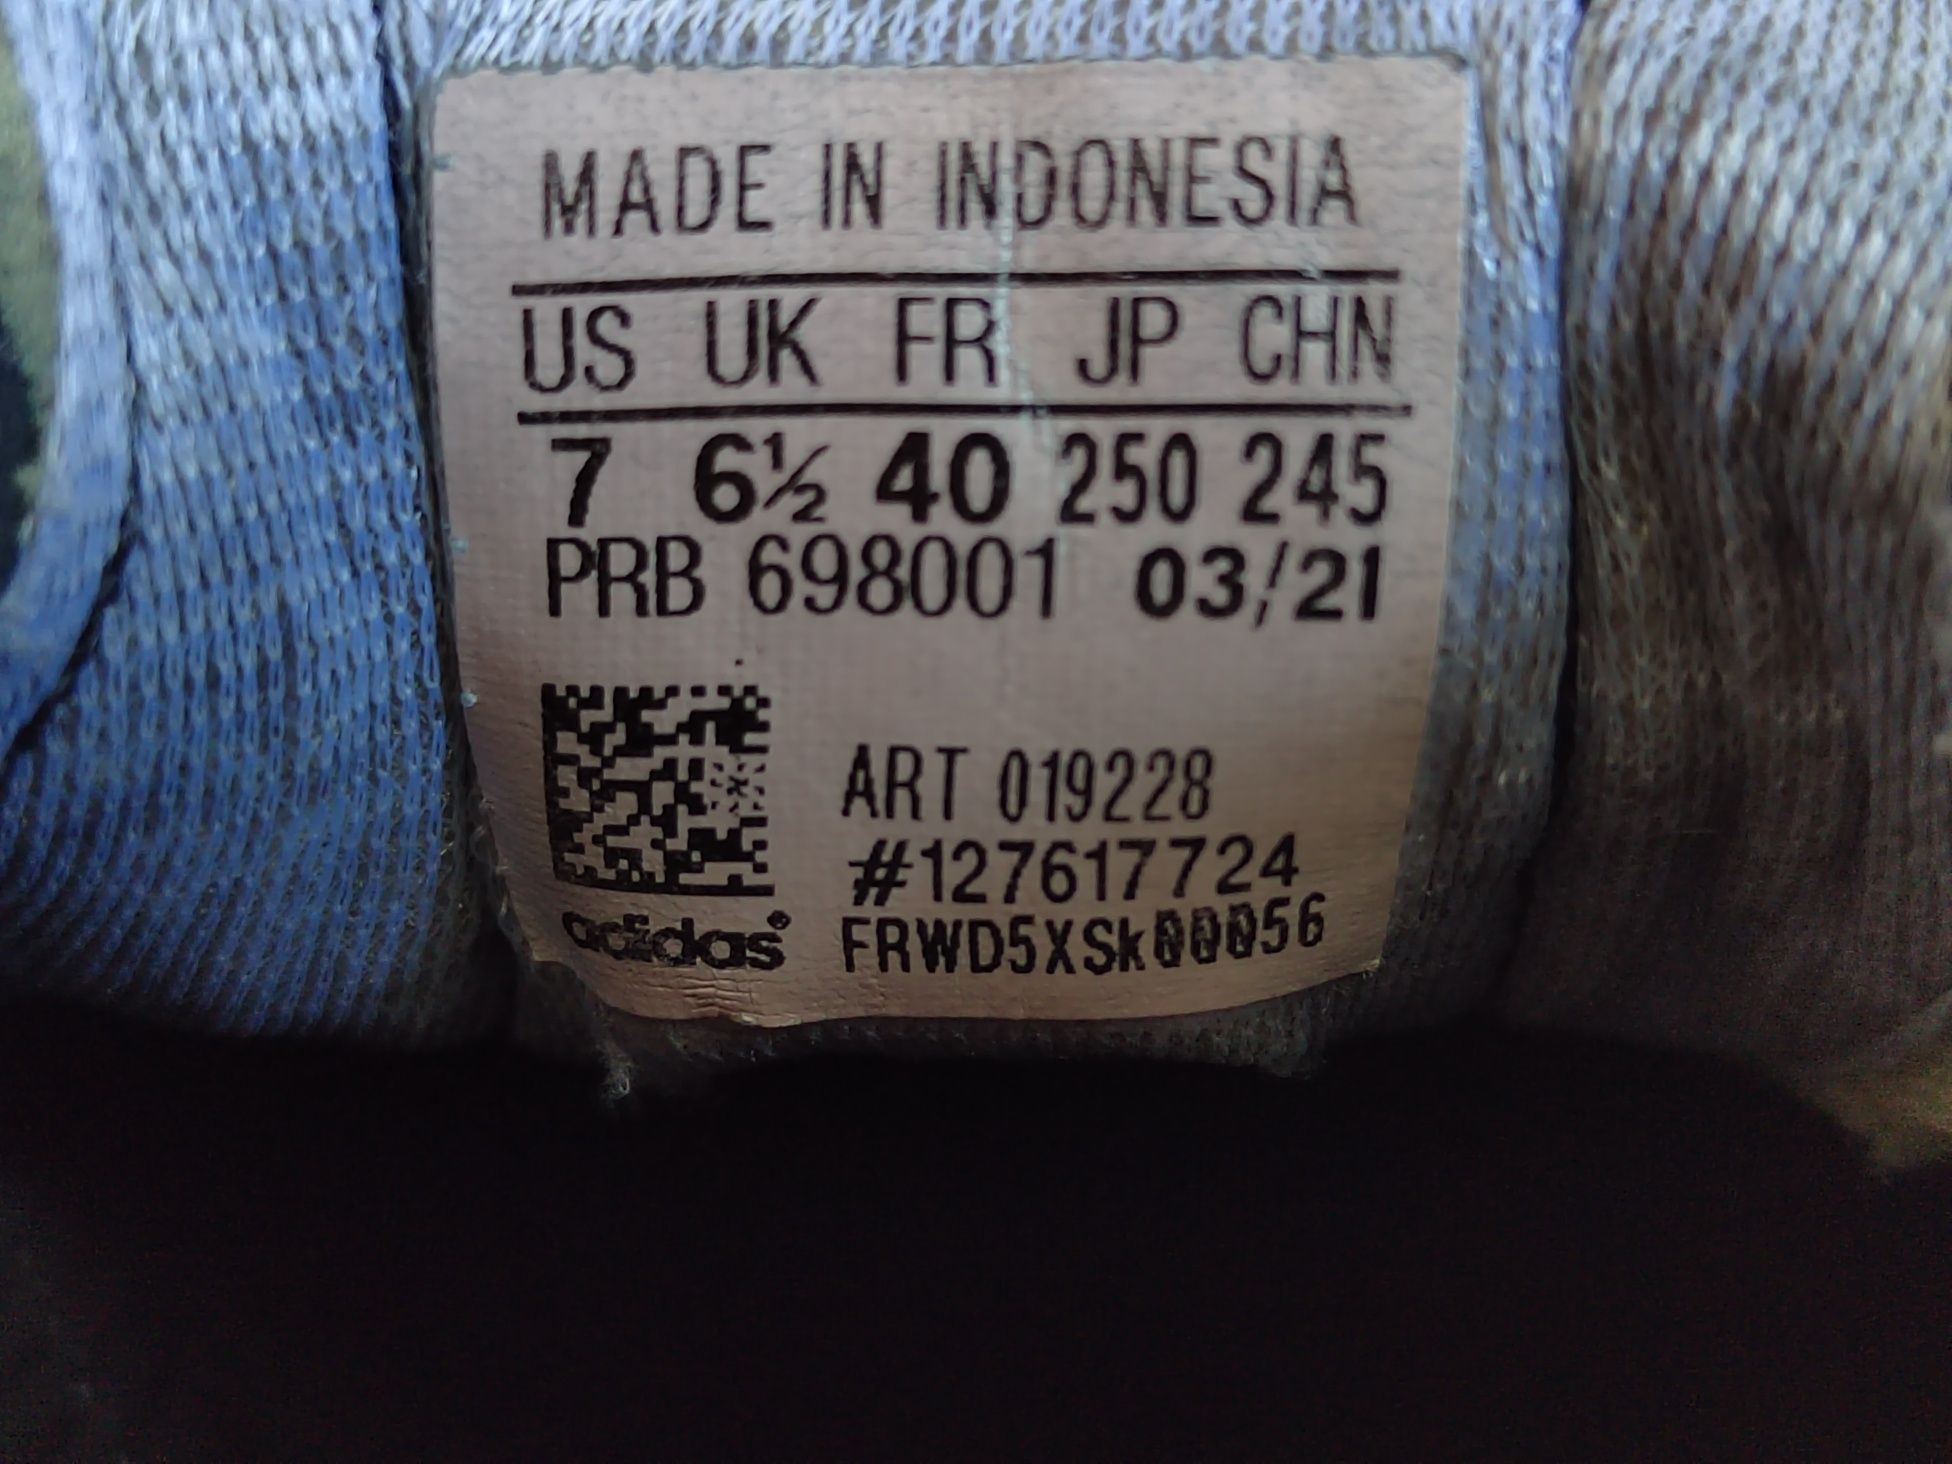 MADE IN INDONESIA
US UK FR JP CHN
7 6½ 40 250 245
PRB 698001 03/21
ART 019228
#127617724
adidas®
FRWD5XSk00056